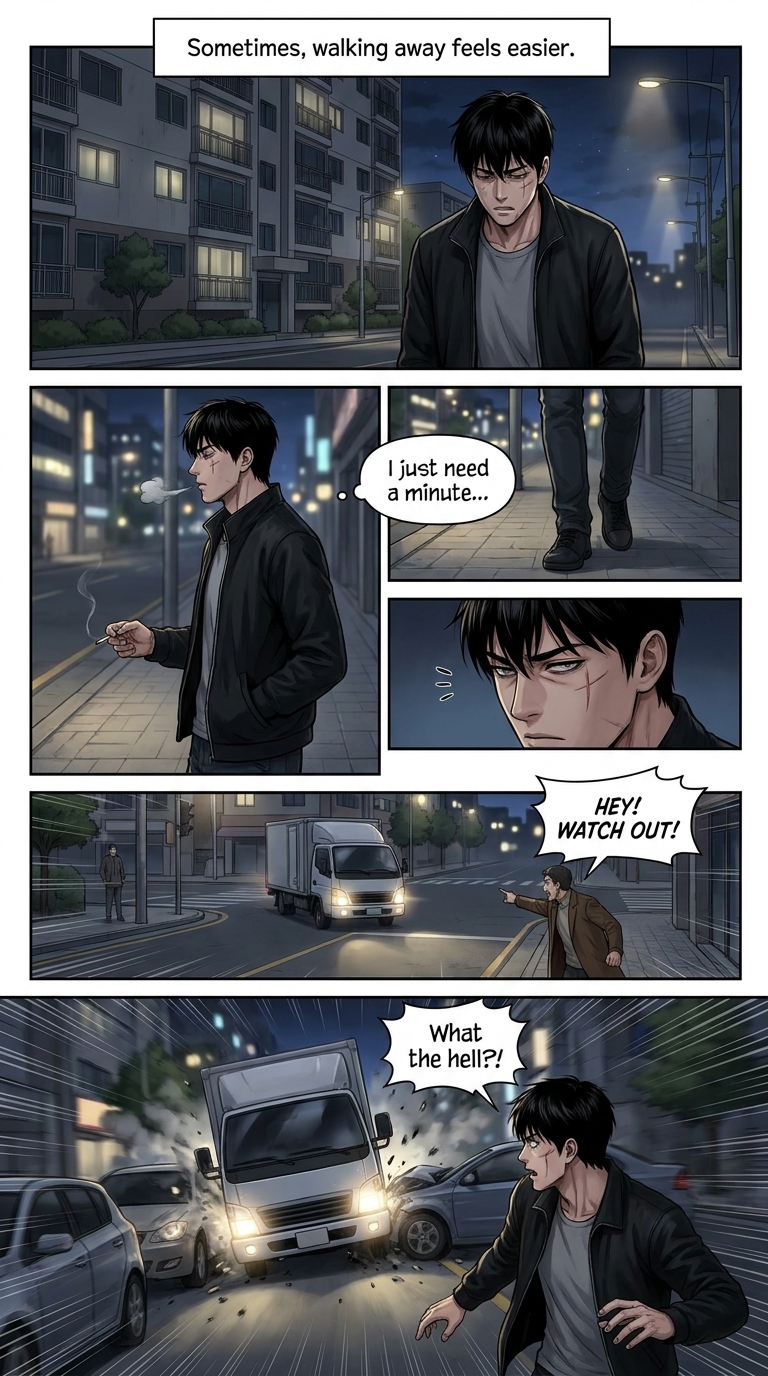 Sometimes, walking away feels easier.
I just need
a minute...
HEY!
WATCH OUT!
What
the hell?!